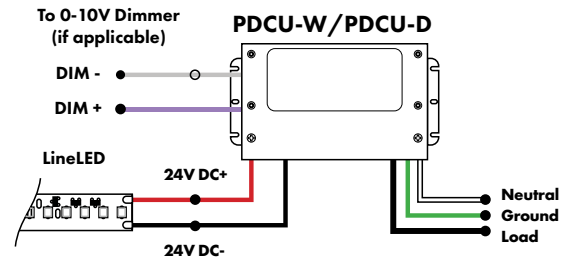 To 0-10V Dimmer
(if applicable)
PDCU-W/PDCU-D
DIM -
DIM +
LineLED
24V DC+
24V DC-
Neutral
Ground
Load